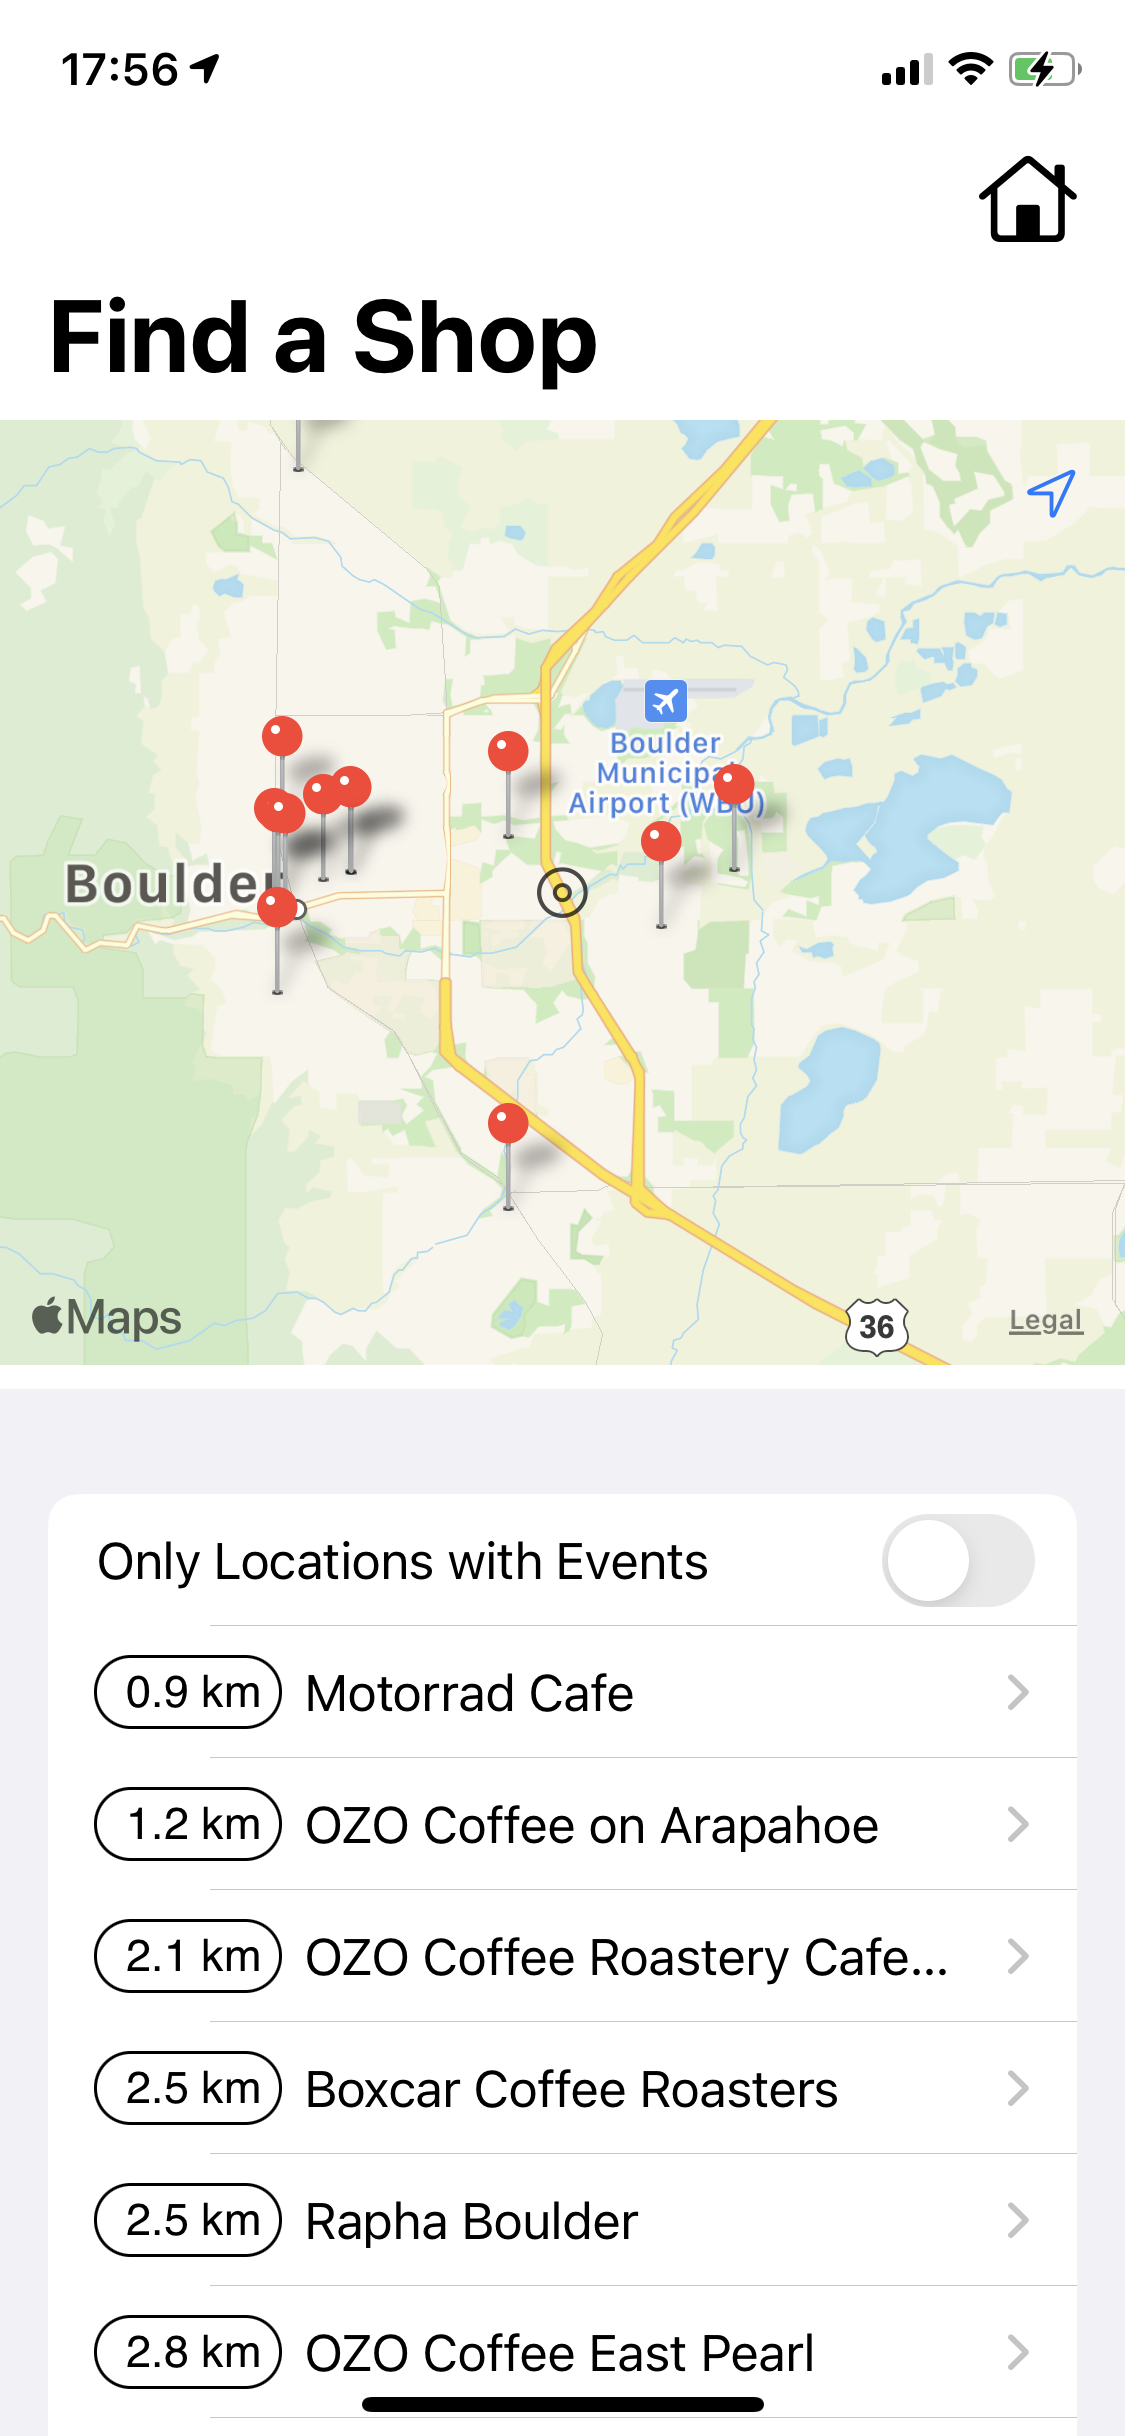 17:56
Find a Shop
Boulder
Municipal
Airport (WBU)
Boulder
Maps
36
Legal
Only Locations with Events
0.9 km Motorrad Cafe
1.2 km OZO Coffee on Arapahoe
2.1 km OZO Coffee Roastery Cafe...
2.5 km Boxcar Coffee Roasters
2.5 km Rapha Boulder
2.8 km OZO Coffee East Pearl